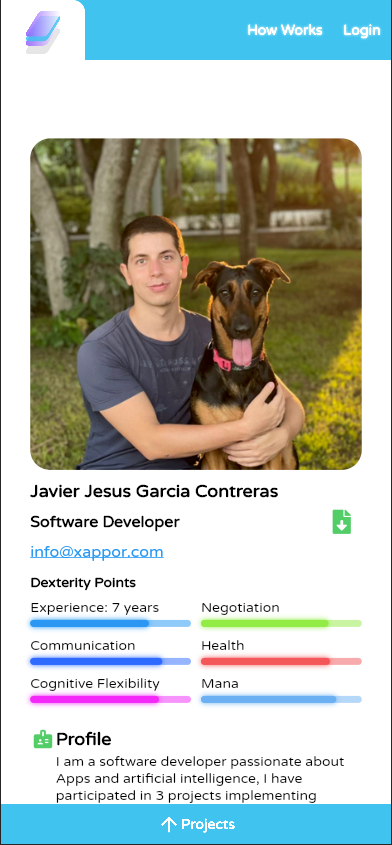 How Works Login
Javier Jesus Garcia Contreras
Software Developer
info@xappor.com
Dexterity Points
Experience: 7 years Negotiation
Communication Health
Cognitive Flexibility Mana
Profile
I am a software developer passionate about
Apps and artificial intelligence, I have
participated in 3 projects implementing
Projects